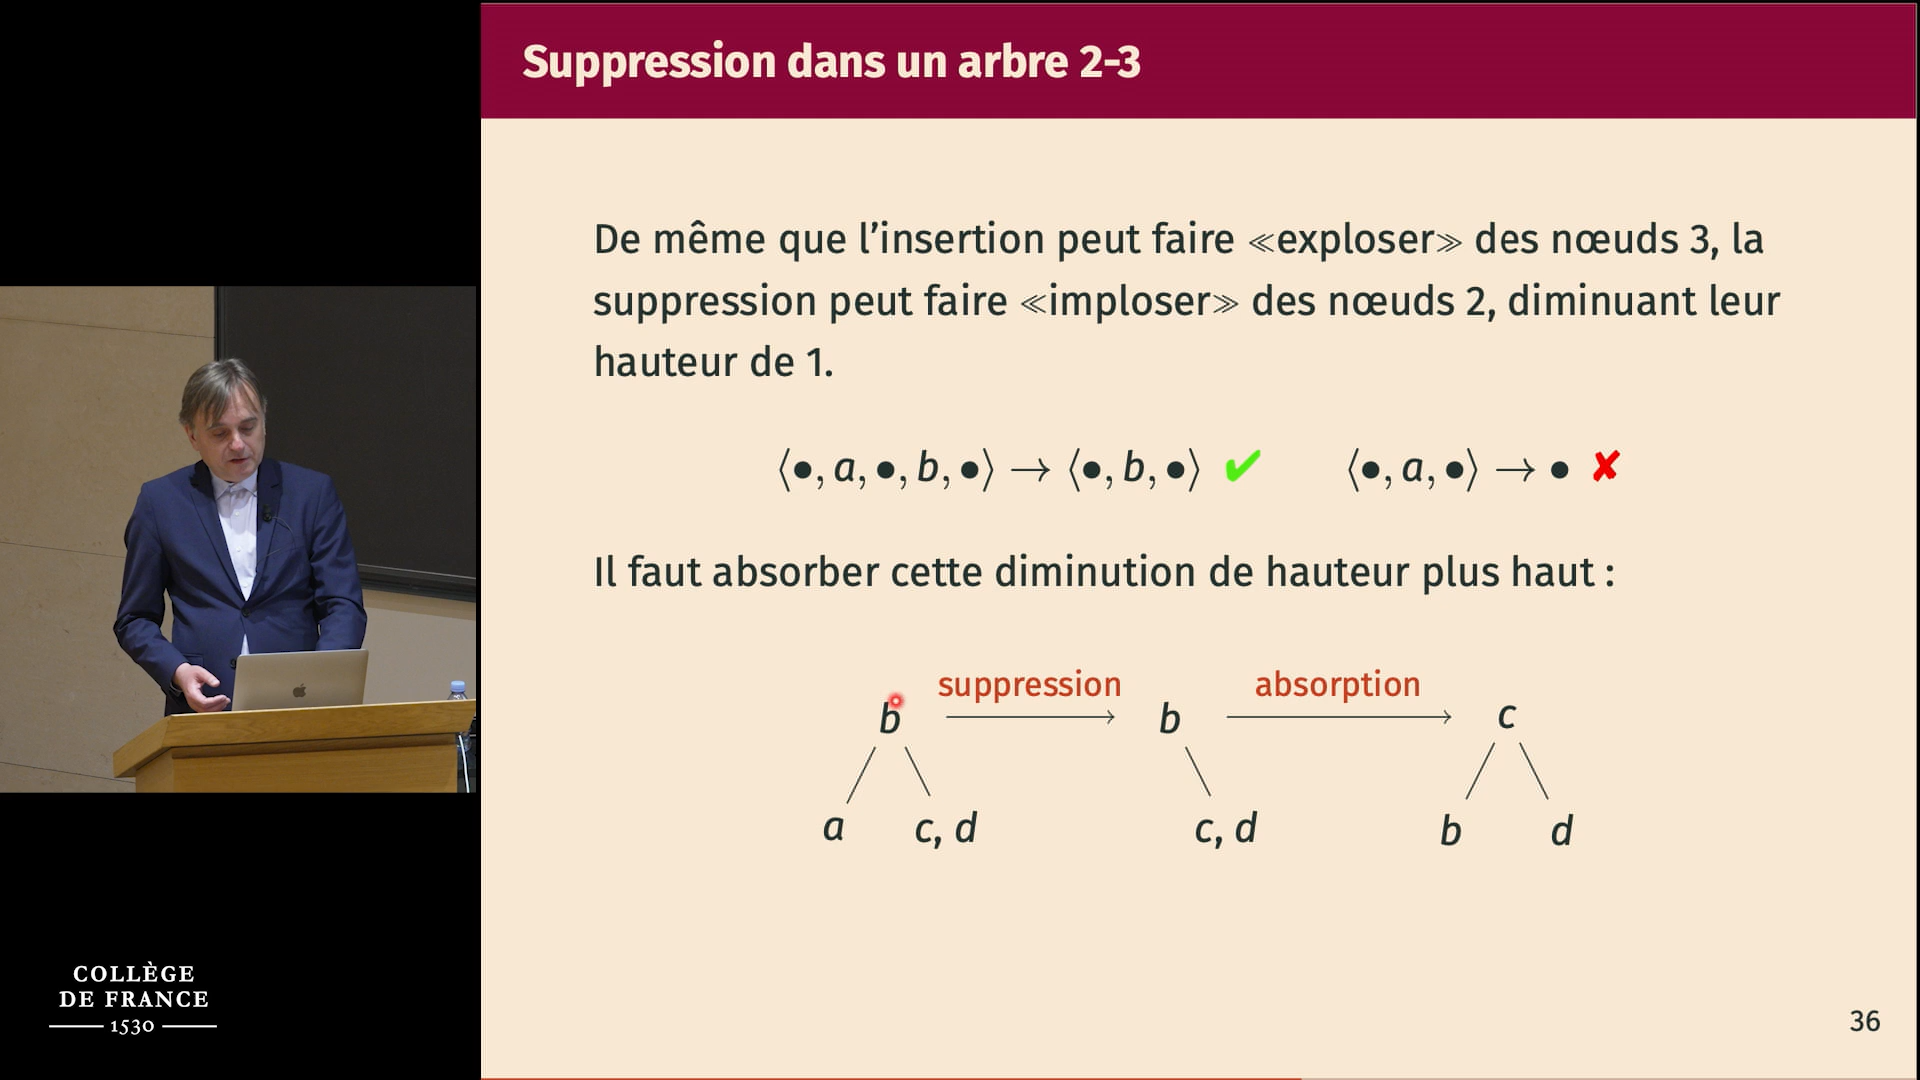 Suppression dans un arbre 2-3
De même que l’insertion peut faire ≪exploser≫ des nœuds 3, la
suppression peut faire ≪imploser≫ des nœuds 2, diminuant leur
hauteur de 1.
⟨•, a, •, b, •⟩ → ⟨•, b, •⟩ ✔ ⟨•, a, •⟩ → • ✘
Il faut absorber cette diminution de hauteur plus haut :
suppression absorption
b b c
a c, d c, d b d
COLLÈGE
DE FRANCE
1530
36